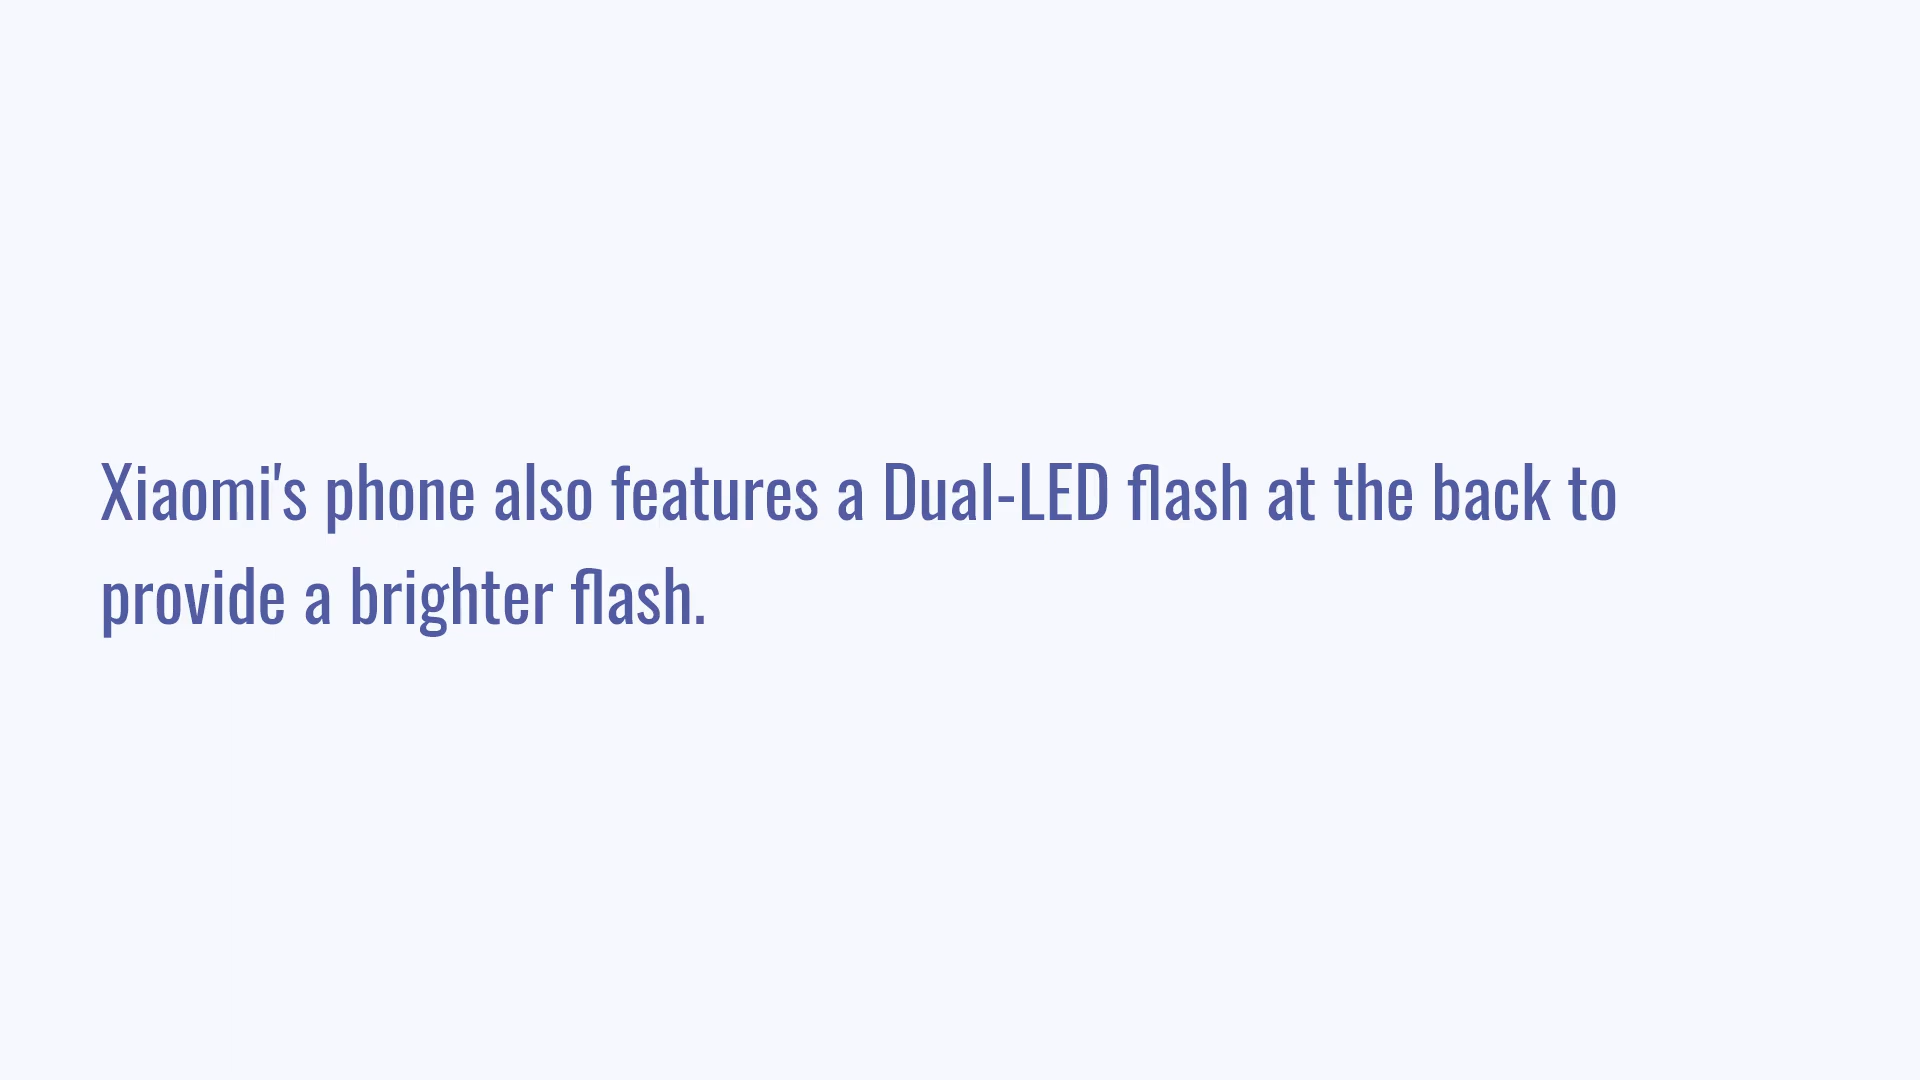 Xiaomi's phone also features a Dual-LED flash at the back to
provide a brighter flash.